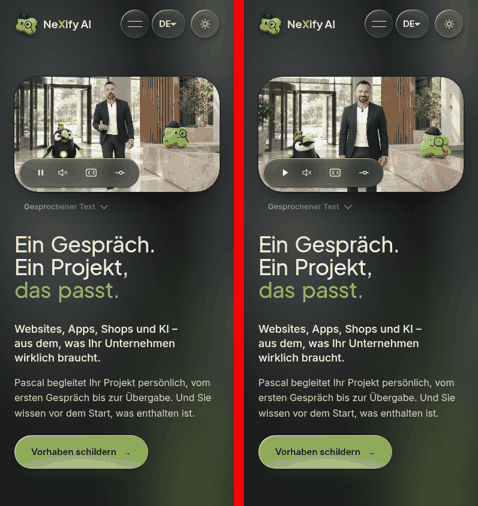 NeXify AI
DE
Gesprochener Text
Ein Gespräch.
Ein Projekt,
das passt.
Websites, Apps, Shops und KI –
aus dem, was Ihr Unternehmen
wirklich braucht.
Pascal begleitet Ihr Projekt persönlich, vom
ersten Gespräch bis zur Übergabe. Und Sie
wissen vor dem Start, was enthalten ist.
Vorhaben schildern →
NeXify AI
DE
Gesprochener Text
Ein Gespräch.
Ein Projekt,
das passt.
Websites, Apps, Shops und KI –
aus dem, was Ihr Unternehmen
wirklich braucht.
Pascal begleitet Ihr Projekt persönlich, vom
ersten Gespräch bis zur Übergabe. Und Sie
wissen vor dem Start, was enthalten ist.
Vorhaben schildern →